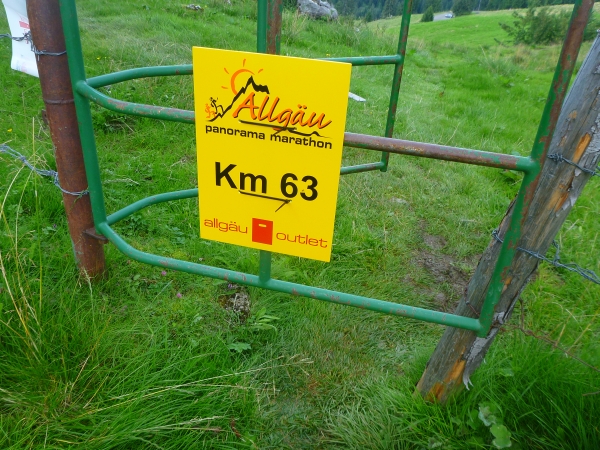 Allgäu
panorama marathon
Km 63
allgäu outlet